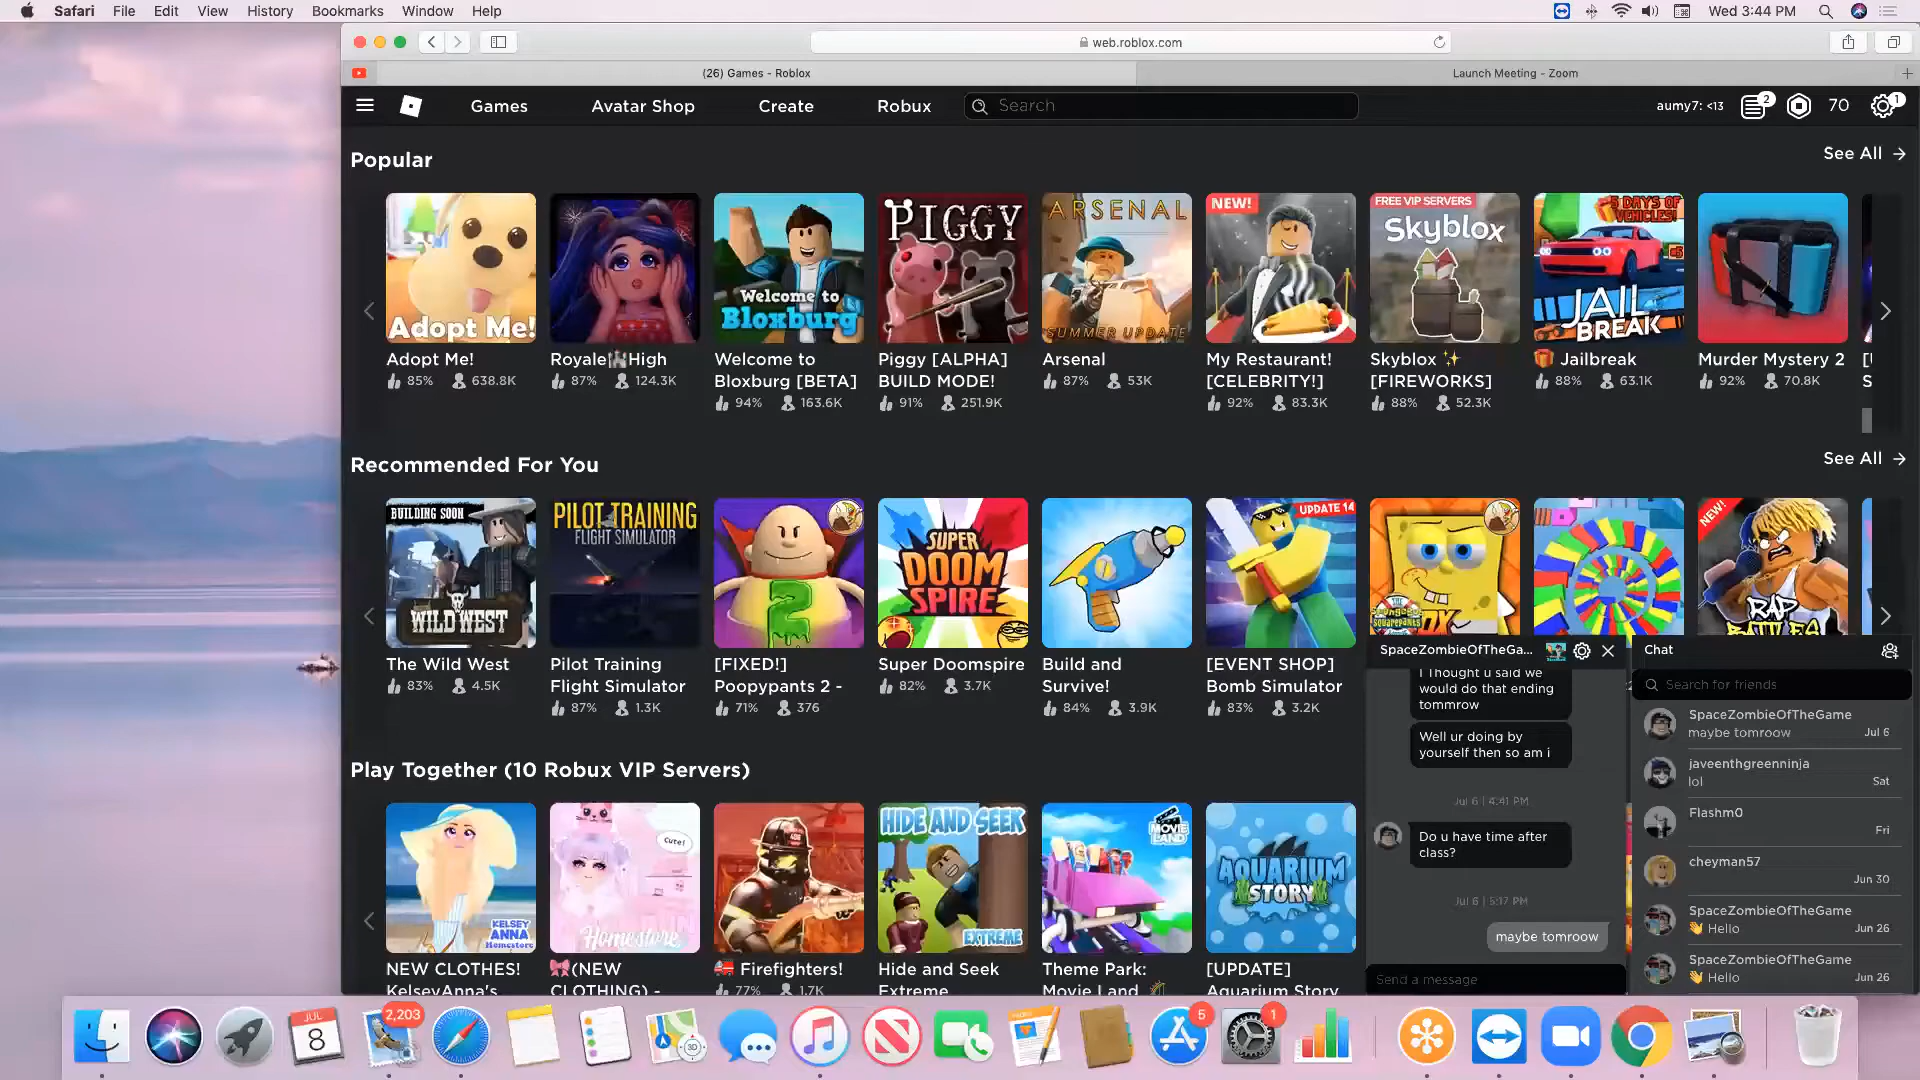 Safari File Edit View History Bookmarks Window Help
Wed 3:44 PM
web.roblox.com
(26) Games - Roblox
Launch Meeting - Zoom
Games Avatar Shop Create Robux Search
aumy7: <13 2 70 1
Popular
See All →
Adopt Me!
PIGGY
ARSENAL
SUMMER UPDATE
Welcome to
Bloxburg
NEW!
FREE VIP SERVERS
Skyblox
5 DAYS OF
VEHICLES!
JAIL
BREAK
Adopt Me!
85% 638.8K
Royale🏰High
87% 124.3K
Welcome to
Bloxburg [BETA]
94% 163.6K
Piggy [ALPHA]
BUILD MODE!
91% 251.9K
Arsenal
87% 53K
My Restaurant!
[CELEBRITY!]
92% 83.3K
Skyblox ✨
[FIREWORKS]
88% 52.3K
🎁 Jailbreak
88% 63.1K
Murder Mystery 2
92% 70.8K
Recommended For You
See All →
BUILDING SOON
WILD WEST
PILOT TRAINING
FLIGHT SIMULATOR
2
SUPER
DOOM
SPIRE
UPDATE 14
THE
SPONGEBOB
SQUAREPANTS
NEW!
RAP
BATTLES
The Wild West
83% 4.5K
Pilot Training
Flight Simulator
87% 1.3K
[FIXED!]
Poopypants 2 -
71% 376
Super Doomspire
82% 3.7K
Build and
Survive!
84% 3.9K
[EVENT SHOP]
Bomb Simulator
83% 3.2K
Play Together (10 Robux VIP Servers)
KELSEY
ANNA
Homestore
Cute!
Homestore
HIDE AND SEEK
EXTREME
MOVIE
LAND
AQUARIUM
STORY
NEW CLOTHES!
KelseyAnna's
🎀(NEW
CLOTHING) -
🚒 Firefighters!
77% 1.7K
Hide and Seek
Extreme
Theme Park:
Movie Land
[UPDATE]
Aquarium Story
SpaceZombieOfTheGa...
I Thought u said we
would do that ending
tommrow
Well ur doing by
yourself then so am i
Jul 6 | 4:41 PM
Do u have time after
class?
Jul 6 | 5:17 PM
maybe tomroow
Send a message
Chat
Search for friends
SpaceZombieOfTheGame
maybe tomroow Jul 6
javeenthgreenninja
lol Sat
Flashm0
Fri
cheyman57
Jun 30
SpaceZombieOfTheGame
👋 Hello Jun 26
SpaceZombieOfTheGame
👋 Hello Jun 26
JUL
8
2,203
3D
5
1